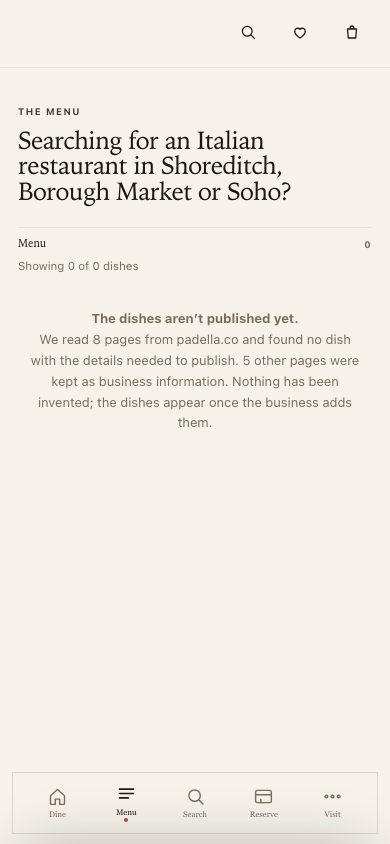 THE MENU
Searching for an Italian
restaurant in Shoreditch,
Borough Market or Soho?
Menu
0
Showing 0 of 0 dishes
The dishes aren’t published yet.
We read 8 pages from padella.co and found no dish
with the details needed to publish. 5 other pages were
kept as business information. Nothing has been
invented; the dishes appear once the business adds
them.
Dine
Menu
Search
Reserve
Visit